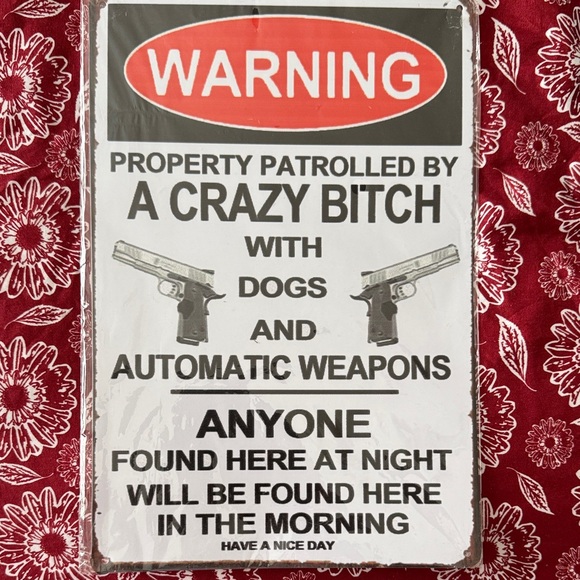 WARNING
PROPERTY PATROLLED BY
A CRAZY BITCH
WITH
DOGS
AND
AUTOMATIC WEAPONS
ANYONE
FOUND HERE AT NIGHT
WILL BE FOUND HERE
IN THE MORNING
HAVE A NICE DAY